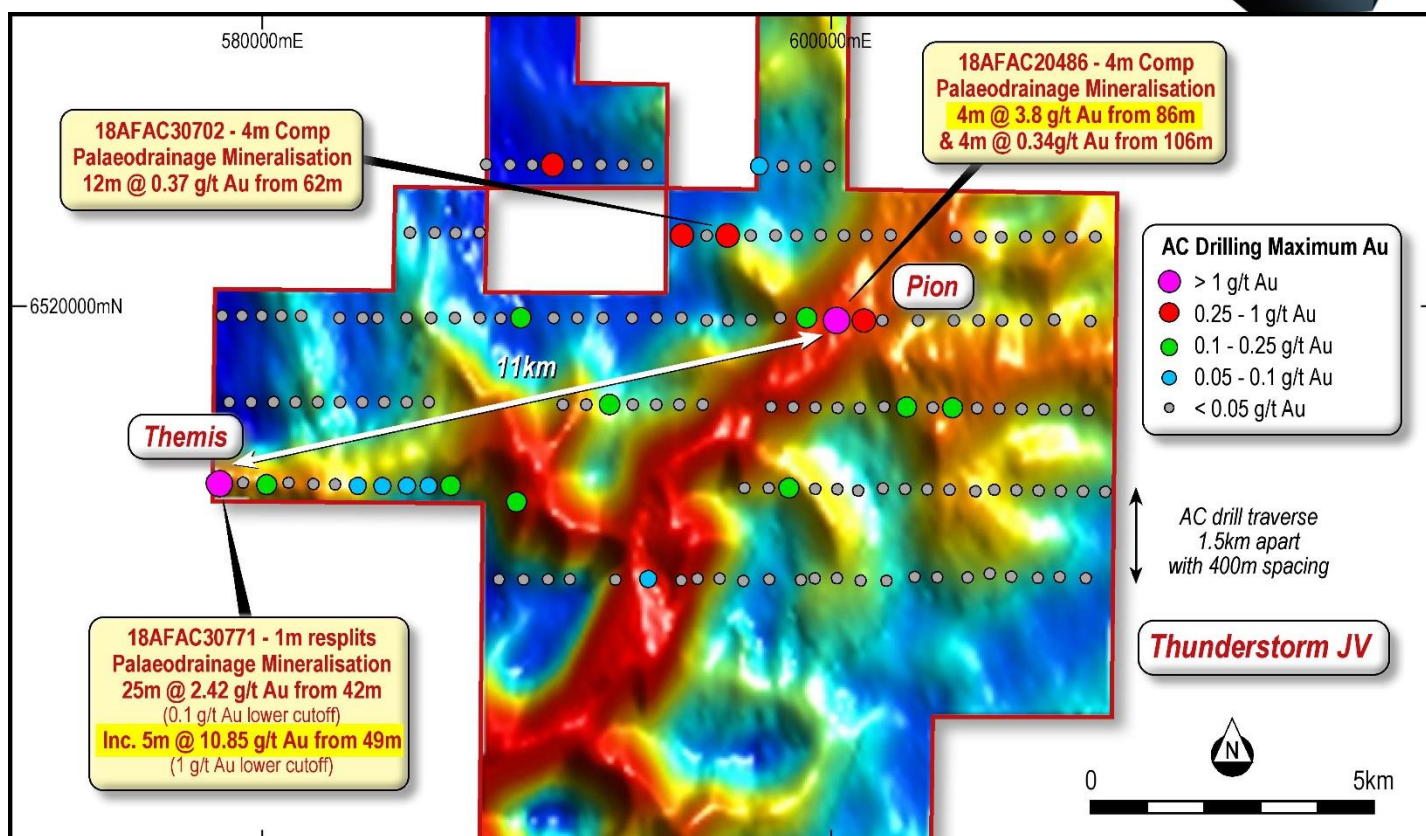 580000mE
600000mE
18AFAC20486 - 4m Comp
Palaeodrainage Mineralisation
4m @ 3.8 g/t Au from 86m
& 4m @ 0.34g/t Au from 106m
18AFAC30702 - 4m Comp
Palaeodrainage Mineralisation
12m @ 0.37 g/t Au from 62m
AC Drilling Maximum Au
> 1 g/t Au
0.25 - 1 g/t Au
0.1 - 0.25 g/t Au
0.05 - 0.1 g/t Au
< 0.05 g/t Au
6520000mN
Pion
11km
Themis
AC drill traverse
1.5km apart
with 400m spacing
18AFAC30771 - 1m resplits
Palaeodrainage Mineralisation
25m @ 2.42 g/t Au from 42m
(0.1 g/t Au lower cutoff)
Inc. 5m @ 10.85 g/t Au from 49m
(1 g/t Au lower cutoff)
Thunderstorm JV
N
0 5km